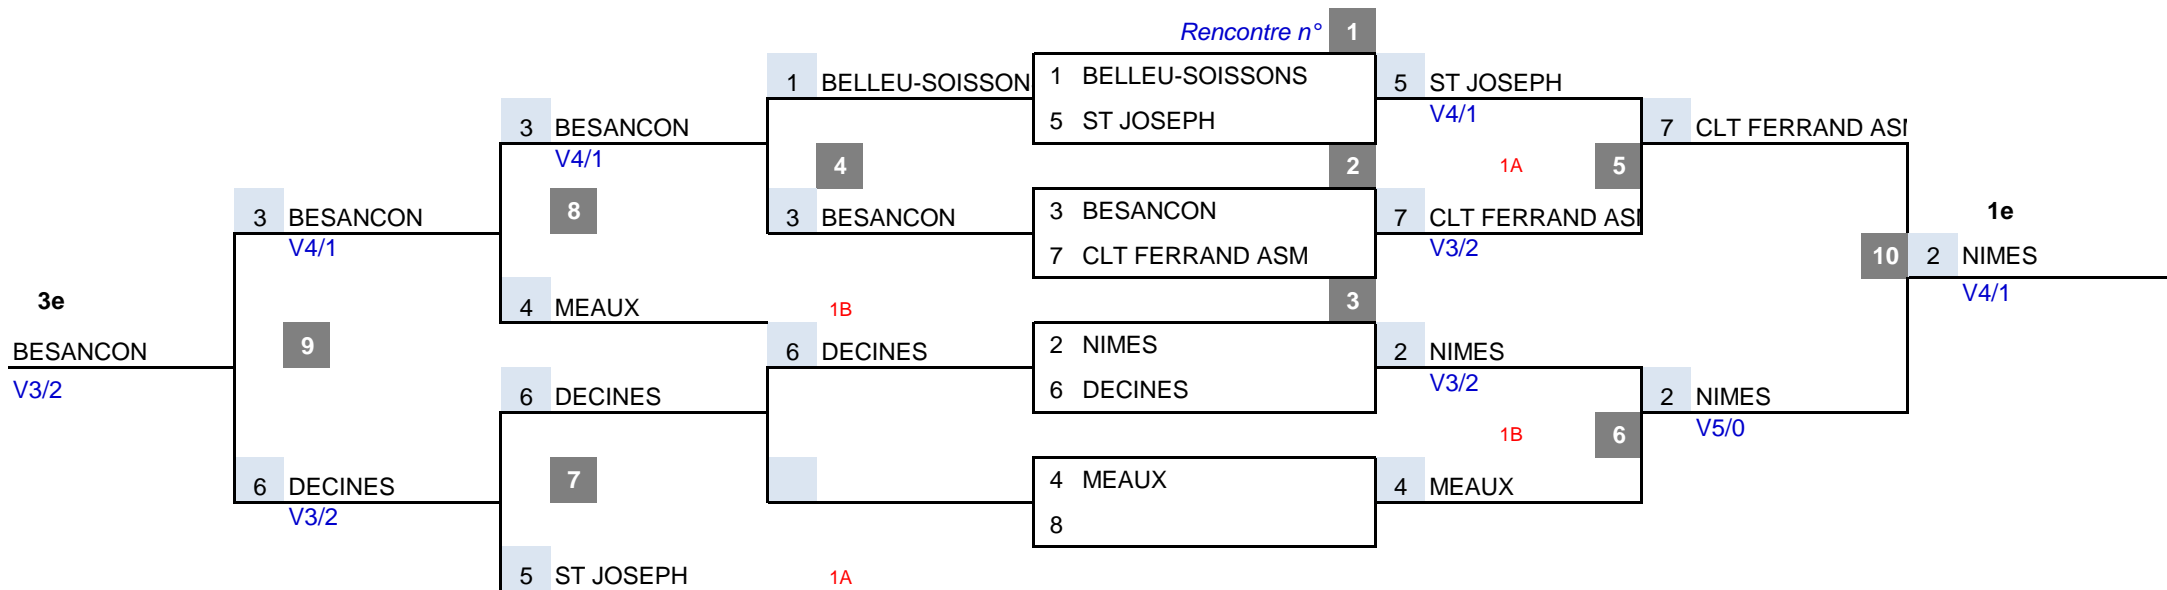 Rencontre n° 1
1 BELLEU-SOISSON
1 BELLEU-SOISSONS
5 ST JOSEPH
3 BESANCON
5 ST JOSEPH
V4/1
7 CLT FERRAND ASM
V4/1
4
2
1A
5
3 BESANCON
8
3 BESANCON
3 BESANCON
7 CLT FERRAND ASM
1e
V4/1
7 CLT FERRAND ASM
V3/2
10 2 NIMES
3e
4 MEAUX
1B
3
V4/1
BESANCON
9
6 DECINES
2 NIMES
2 NIMES
V3/2
6 DECINES
6 DECINES
V3/2
2 NIMES
1B
6
V5/0
6 DECINES
7
4 MEAUX
4 MEAUX
V3/2
8
5 ST JOSEPH
1A